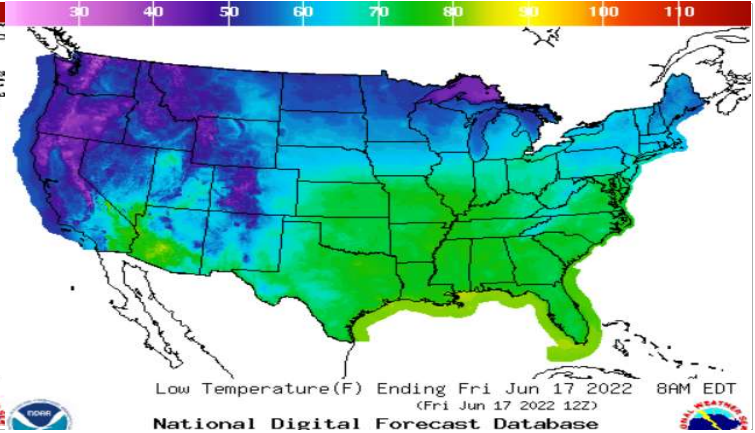 30 40 50 60 70 80 90 100 110
Low Temperature(F) Ending Fri Jun 17 2022 8AM EDT
(Fri Jun 17 2022 12Z)
National Digital Forecast Database
NOAA